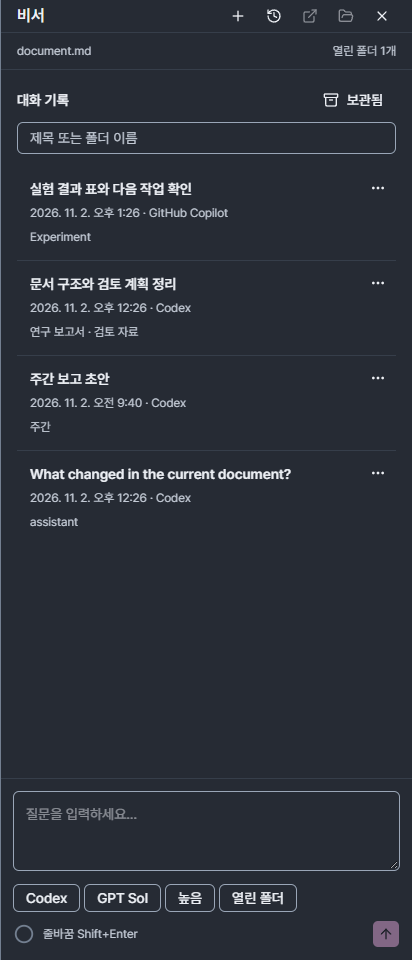 비서
document.md
열린 폴더 1개
대화 기록
보관됨
제목 또는 폴더 이름
실험 결과 표와 다음 작업 확인
2026. 11. 2. 오후 1:26 · GitHub Copilot
Experiment
문서 구조와 검토 계획 정리
2026. 11. 2. 오후 12:26 · Codex
연구 보고서 · 검토 자료
주간 보고 초안
2026. 11. 2. 오전 9:40 · Codex
주간
What changed in the current document?
2026. 11. 2. 오후 12:26 · Codex
assistant
질문을 입력하세요...
Codex
GPT Sol
높음
열린 폴더
줄바꿈 Shift+Enter